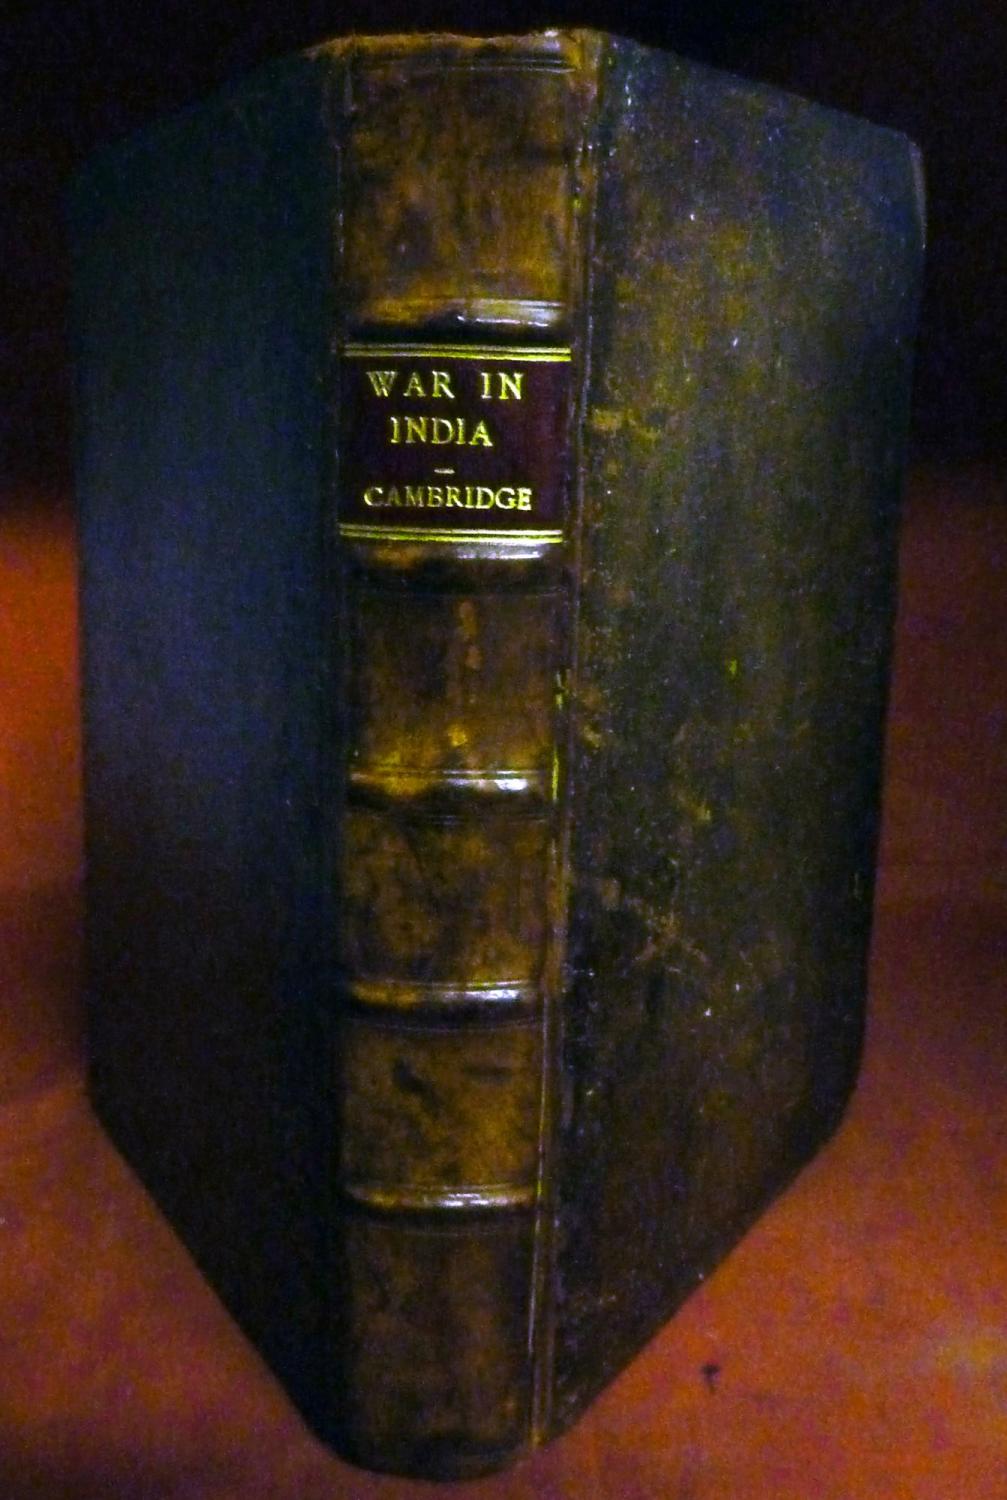 WAR IN
INDIA
—
CAMBRIDGE